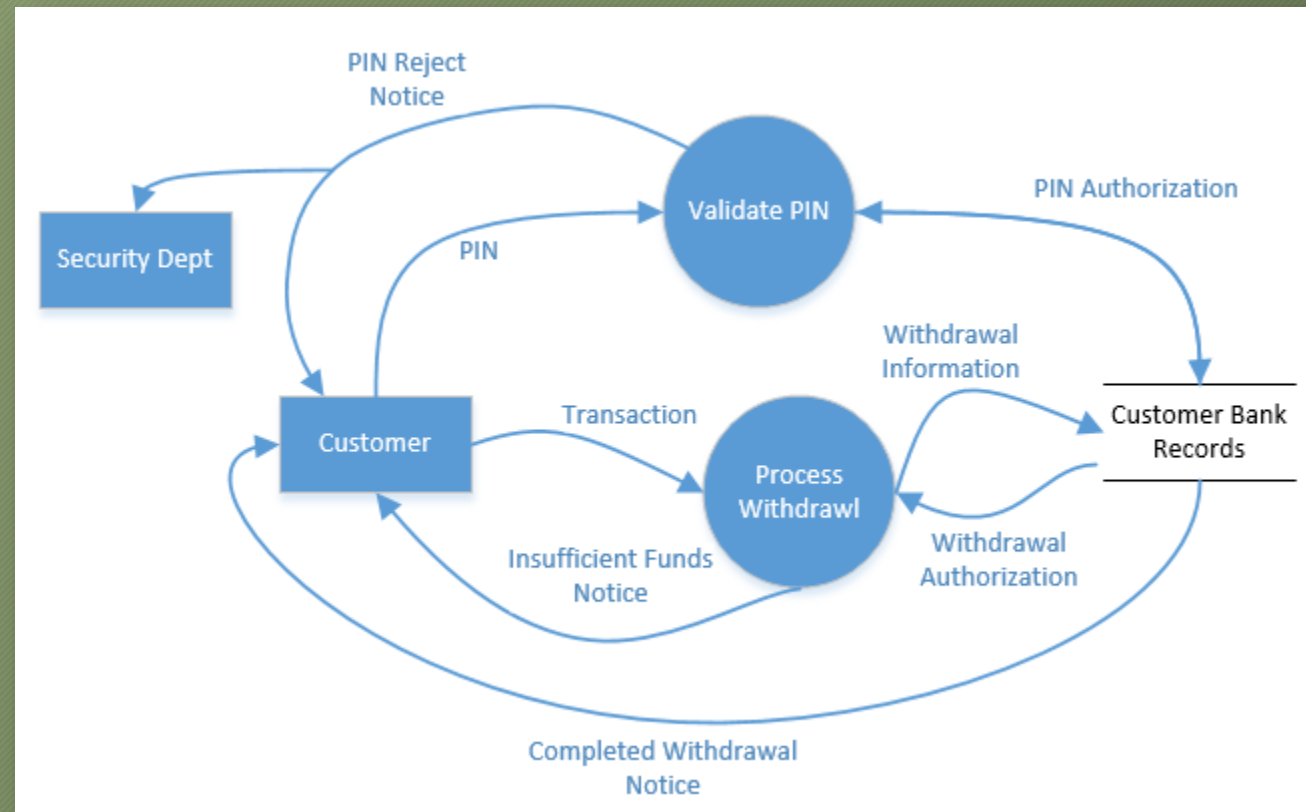 PIN Reject
Notice
Validate PIN
PIN Authorization
Security Dept
PIN
Withdrawal
Information
Customer
Transaction
Customer Bank
Records
Process
Withdrawl
Insufficient Funds
Notice
Withdrawal
Authorization
Completed Withdrawal
Notice